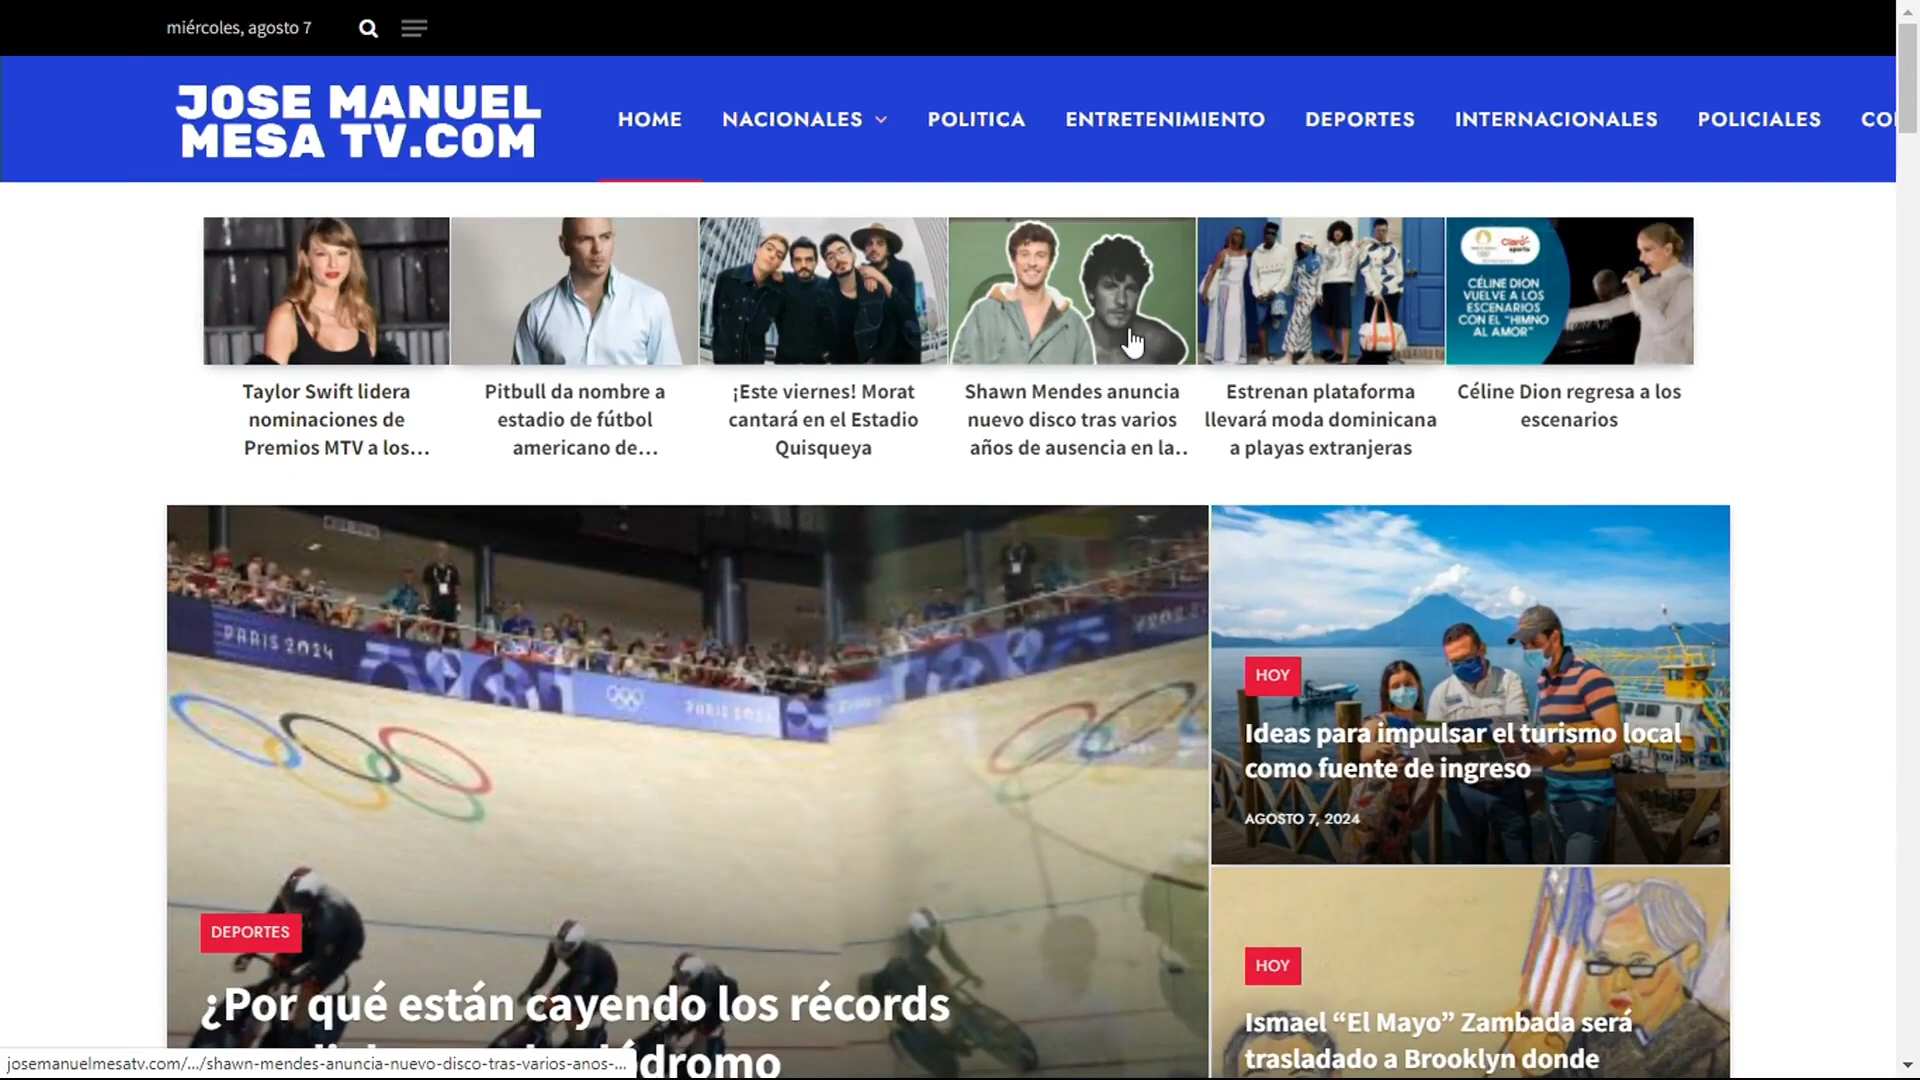 miércoles, agosto 7
JOSE MANUEL
MESA TV.COM
HOME NACIONALES POLITICA ENTRETENIMIENTO DEPORTES INTERNACIONALES POLICIALES
Claro
sports
CÉLINE DION
VUELVE A LOS
ESCENARIOS
CON EL "HIMNO
AL AMOR"
Taylor Swift lidera
nominaciones de
Premios MTV a los...
Pitbull da nombre a
estadio de fútbol
americano de...
¡Este viernes! Morat
cantará en el Estadio
Quisqueya
Shawn Mendes anuncia
nuevo disco tras varios
años de ausencia en la..
Estrenan plataforma
llevará moda dominicana
a playas extranjeras
Céline Dion regresa a los
escenarios
PARIS 2024
PARIS 2024
DEPORTES
¿Por qué están cayendo los récords
HOY
Ideas para impulsar el turismo local
como fuente de ingreso
AGOSTO 7, 2024
HOY
Ismael “El Mayo” Zambada será
trasladado a Brooklyn donde
josemanuelmesatv.com/.../shawn-mendes-anuncia-nuevo-disco-tras-varios-anos-...